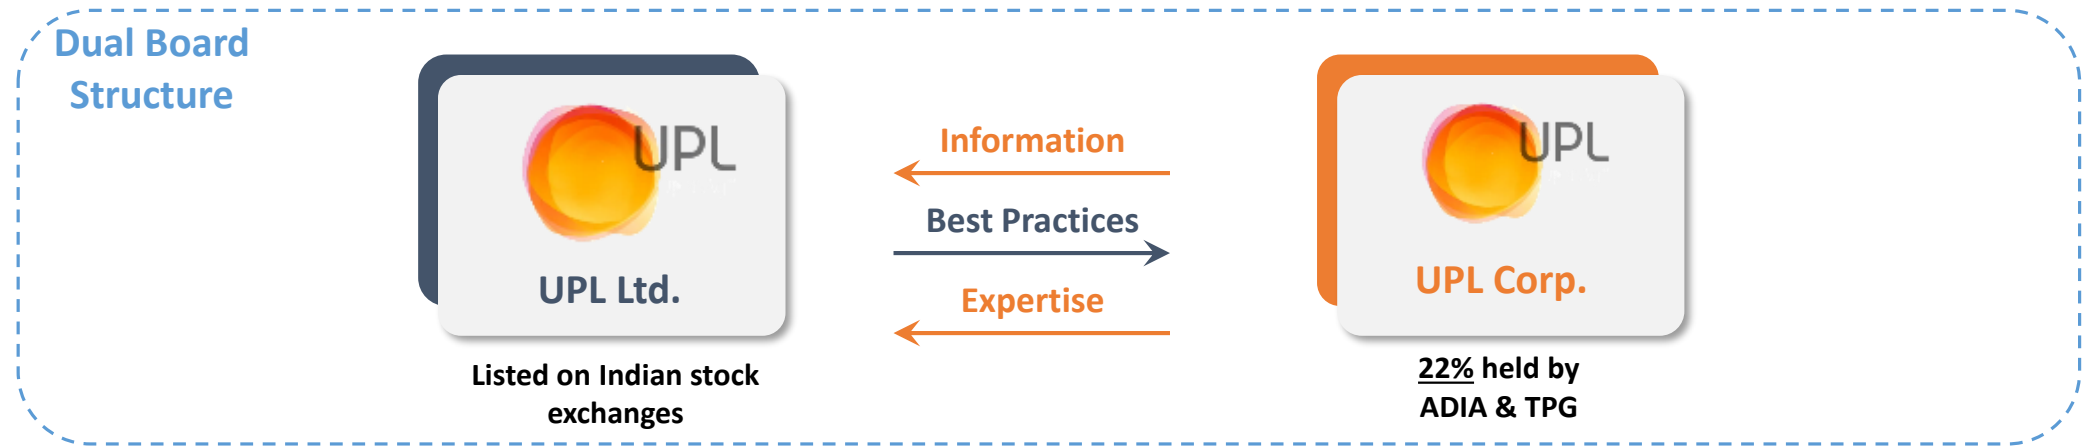 Dual Board
Structure
UPL
UPL Ltd.
Listed on Indian stock
exchanges
Information
Best Practices
Expertise
UPL
UPL Corp.
22% held by
ADIA & TPG